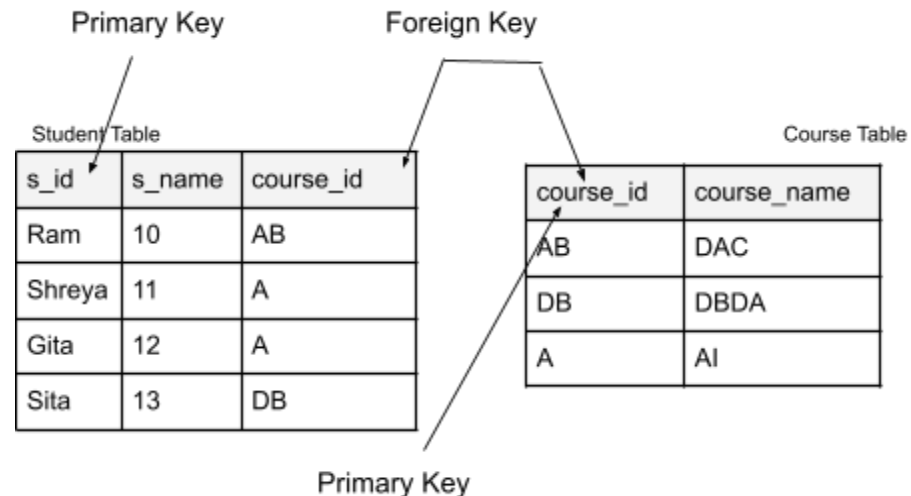 Primary Key Foreign Key
Student Table
Course Table
s_id s_name course_id
Ram 10 AB
Shreya 11 A
Gita 12 A
Sita 13 DB
course_id course_name
AB DAC
DB DBDA
A AI
Primary Key